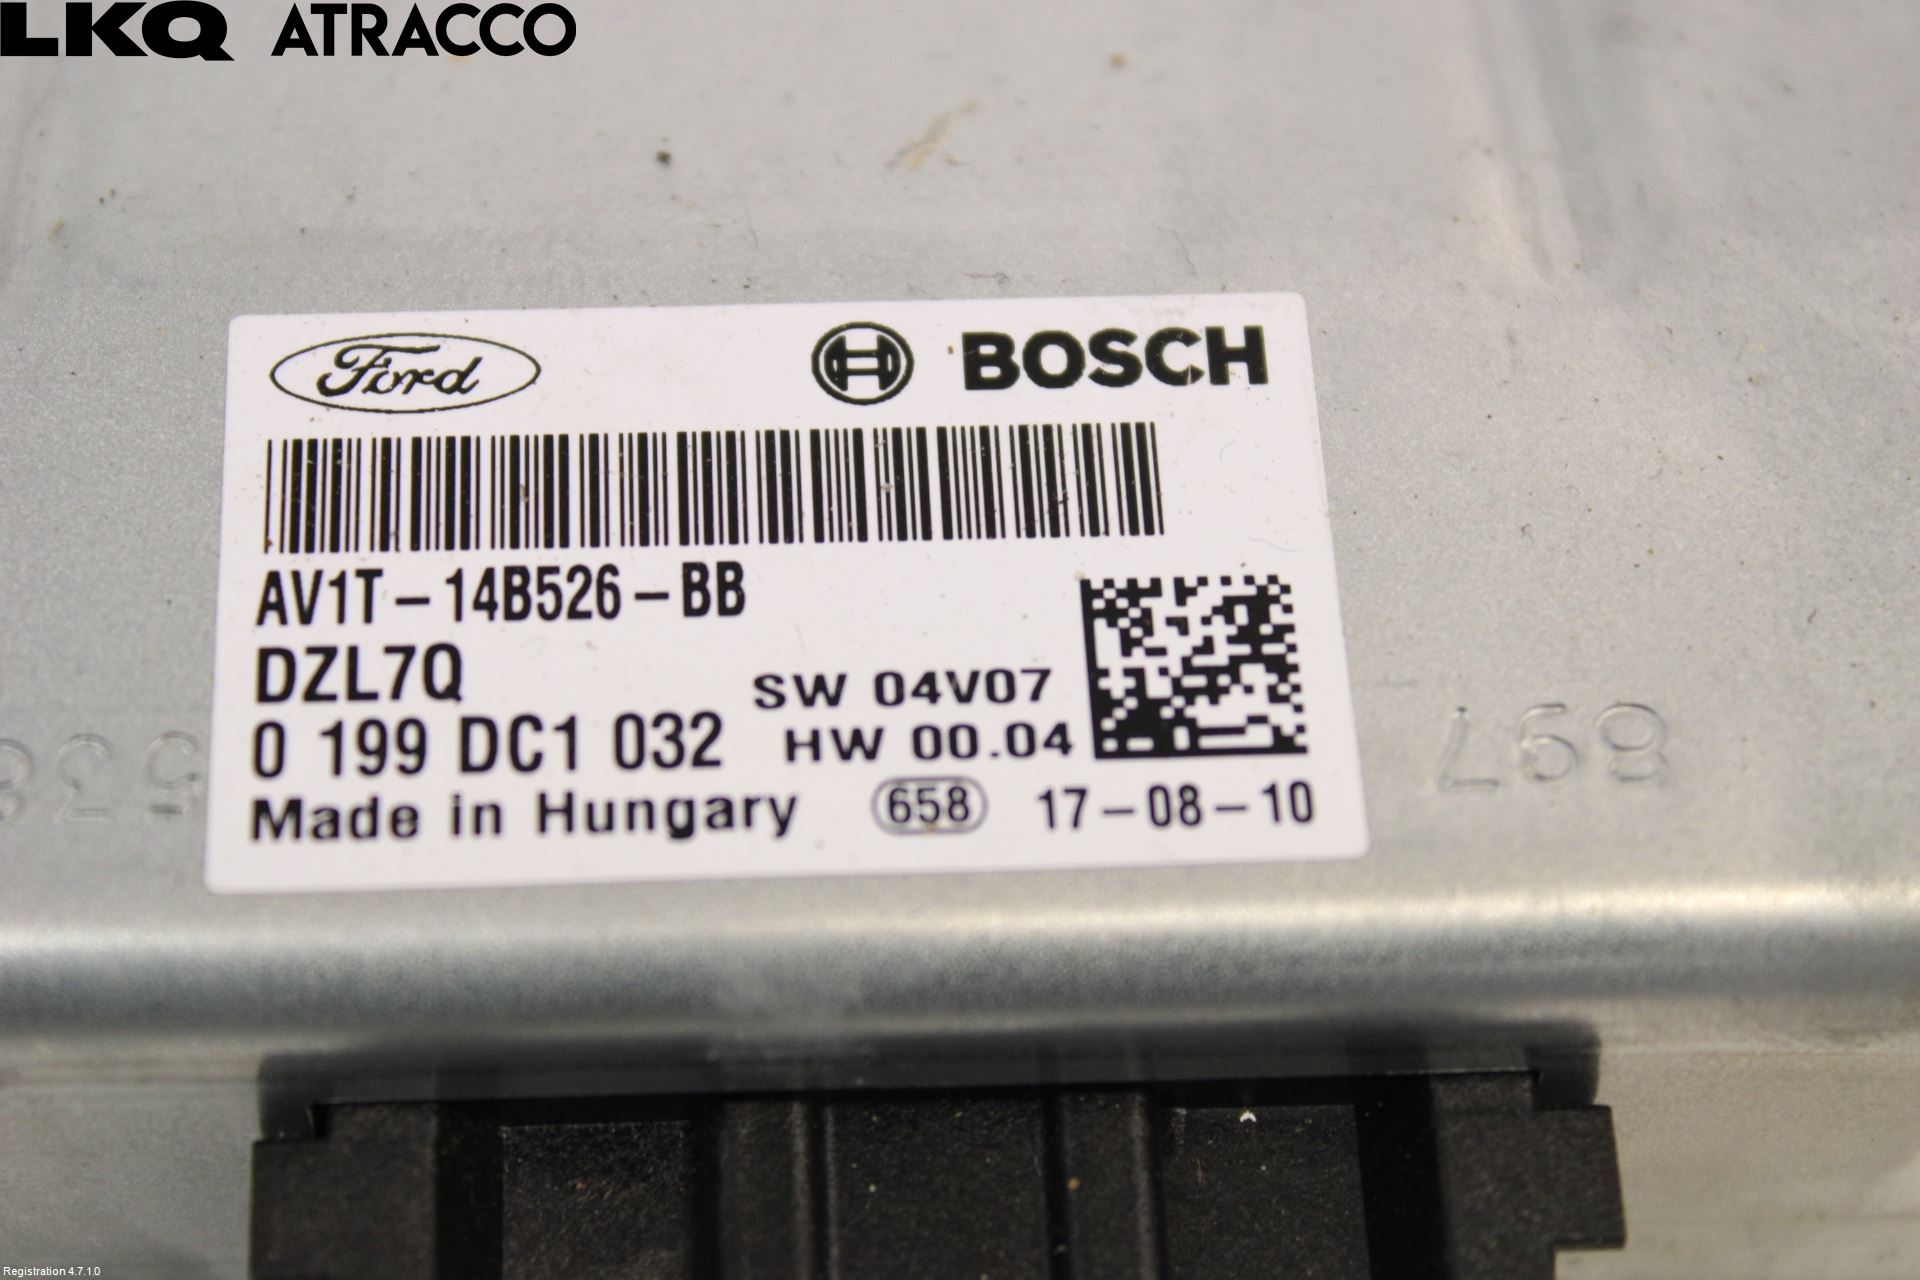 LKQ ATRACCO
Ford BOSCH
AV1T-14B526-BB
DZL7Q
SW 04V07
0 199 DC1 032
HW 00.04
Made in Hungary 658 17-08-10
897
Registration 4.7.1.0